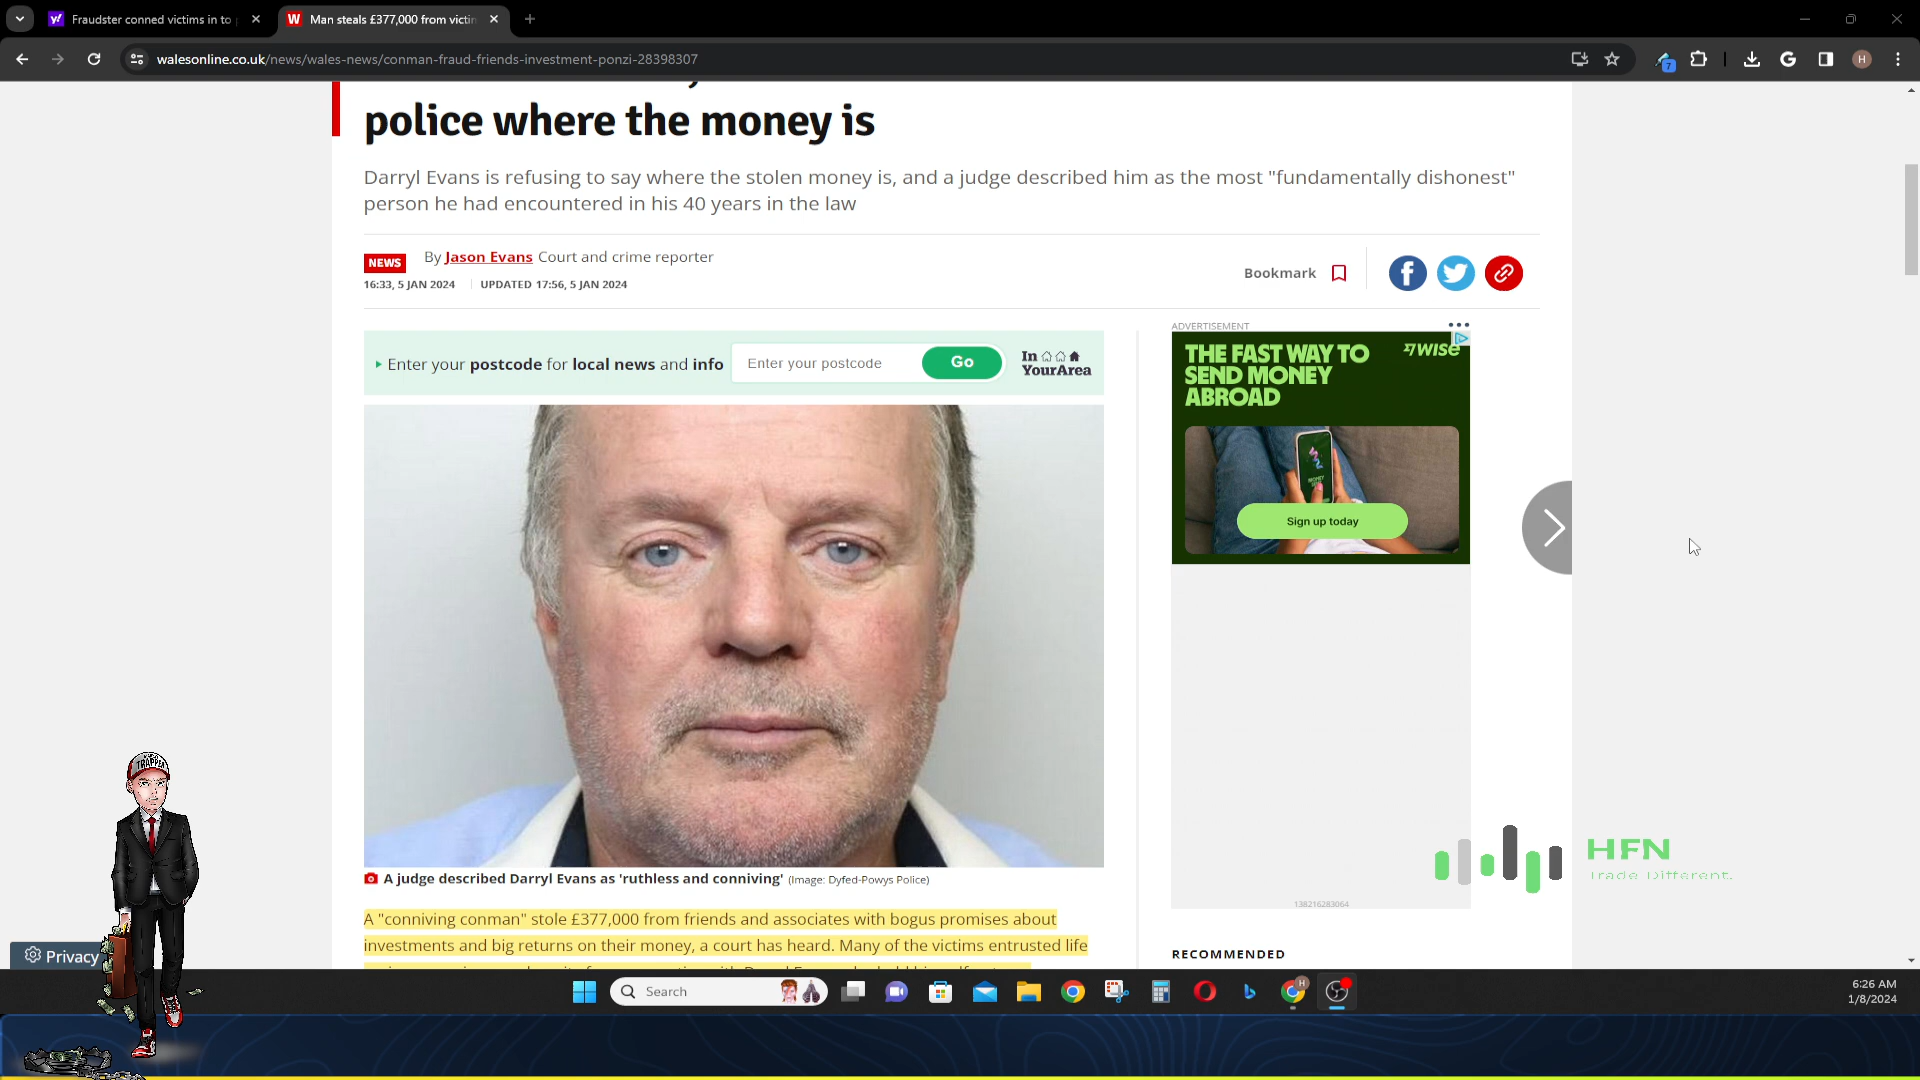 Fraudster conned victims in to
Man steals £377,000 from victin
walesonline.co.uk/news/wales-news/conman-fraud-friends-investment-ponzi-28398307
7
H
police where the money is
Darryl Evans is refusing to say where the stolen money is, and a judge described him as the most "fundamentally dishonest"
person he had encountered in his 40 years in the law
NEWS
By Jason Evans Court and crime reporter
16:33, 5 JAN 2024 UPDATED 17:56, 5 JAN 2024
Bookmark
Enter your postcode for local news and info
Enter your postcode
Go
In YourArea
ADVERTISEMENT
THE FAST WAY TO
SEND MONEY
ABROAD
WISE
Sign up today
A judge described Darryl Evans as 'ruthless and conniving' (Image: Dyfed-Powys Police)
138216283064
A "conniving conman" stole £377,000 from friends and associates with bogus promises about
investments and big returns on their money, a court has heard. Many of the victims entrusted life
RECOMMENDED
HFN
Trade Different.
TRAPPER
Privacy
Search
6:26 AM
1/8/2024